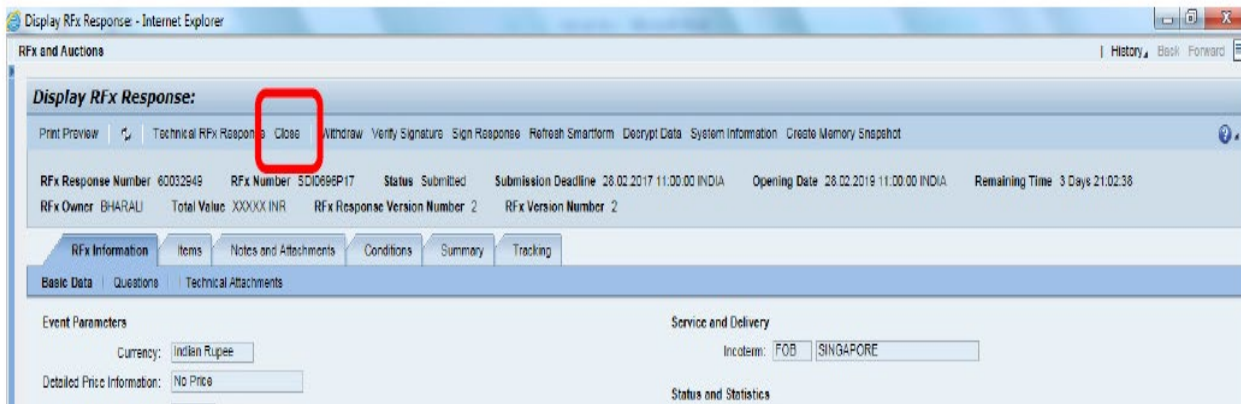 Display RFx Response: - Internet Explorer
RFx and Auctions History Back Forward
Display RFx Response:
Print Preview Technical RFx Response Close Withdraw Verify Signature Sign Response Refresh Smartform Decrypt Data System Information Create Memory Snapshot
RFx Response Number 60032949 RFx Number SDI0696P17 Status Submitted Submission Deadline 28.02.2017 11:00:00 INDIA Opening Date 28.02.2019 11:00:00 INDIA Remaining Time 3 Days 21:02:38
RFx Owner BHARALI Total Value XXXXX INR RFx Response Version Number 2 RFx Version Number 2
RFx Information Items Notes and Attachments Conditions Summary Tracking
Basic Data Questions Technical Attachments
Event Parameters Service and Delivery
Currency: Indian Rupee Incoterm: FOB SINGAPORE
Detailed Price Information: No Price
Status and Statistics